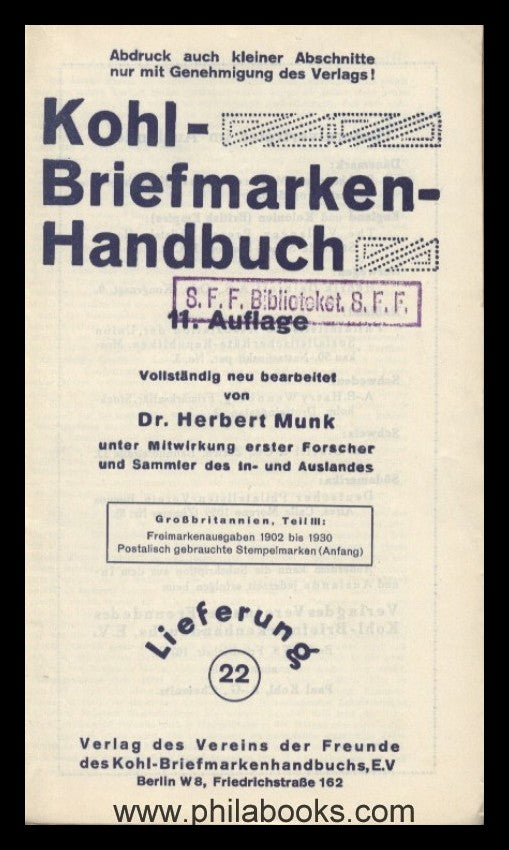 Abdruck auch kleiner Abschnitte
nur mit Genehmigung des Verlags!
Kohl-
Briefmarken-
Handbuch
S. F. F. Biblioteket. S. F. F.
11. Auflage
Vollständig neu bearbeitet
von
Dr. Herbert Munk
unter Mitwirkung erster Forscher
und Sammler des In- und Auslandes
Großbritannien, Teil III:
Freimarkenausgaben 1902 bis 1930
Postalisch gebrauchte Stempelmarken (Anfang)
Lieferung
22
Verlag des Vereins der Freunde
des Kohl-Briefmarkenhandbuchs, E.V
Berlin W 8, Friedrichstraße 162
www.philabooks.com